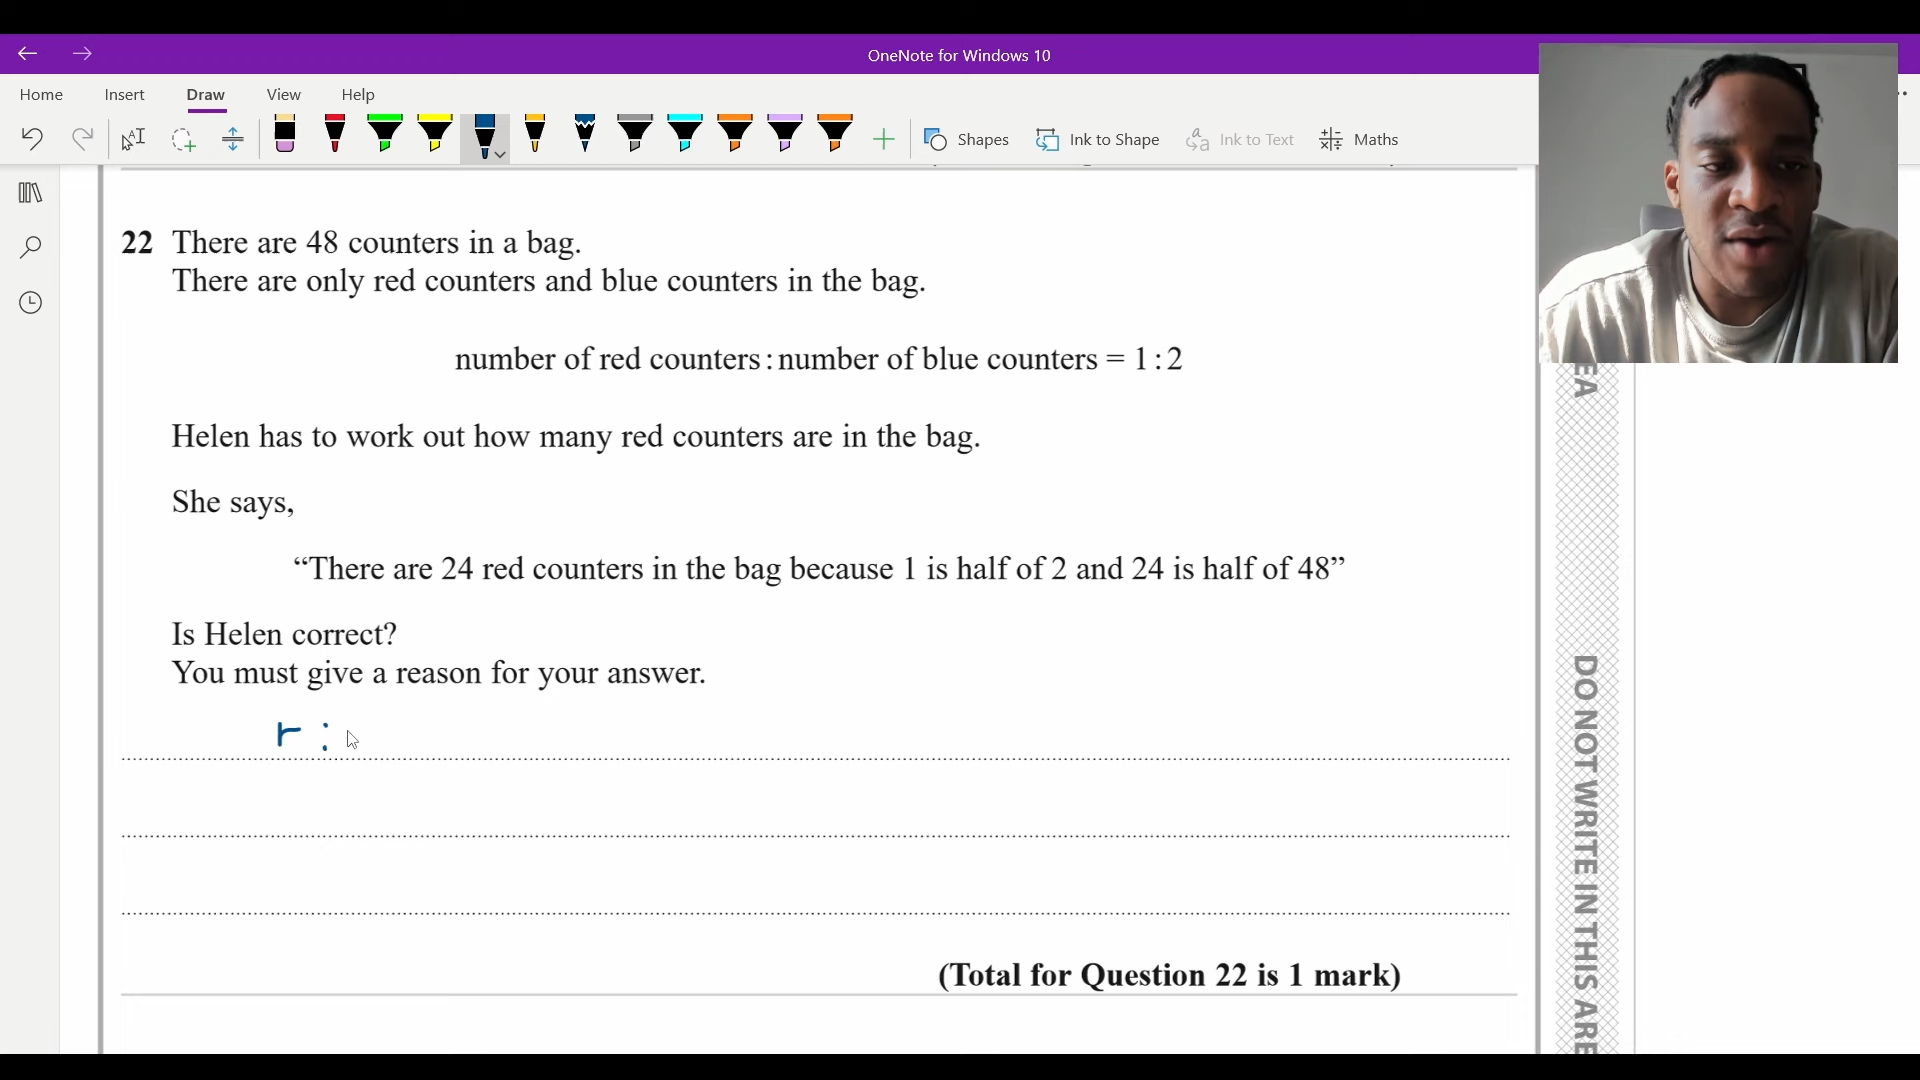 OneNote for Windows 10
Home Insert Draw View Help
Shapes Ink to Shape Ink to Text Maths
22 There are 48 counters in a bag.
There are only red counters and blue counters in the bag.
number of red counters : number of blue counters = 1 : 2
Helen has to work out how many red counters are in the bag.
She says,
“There are 24 red counters in the bag because 1 is half of 2 and 24 is half of 48”
Is Helen correct?
You must give a reason for your answer.
r :
(Total for Question 22 is 1 mark)
EA
DO NOT WRITE IN THIS ARE